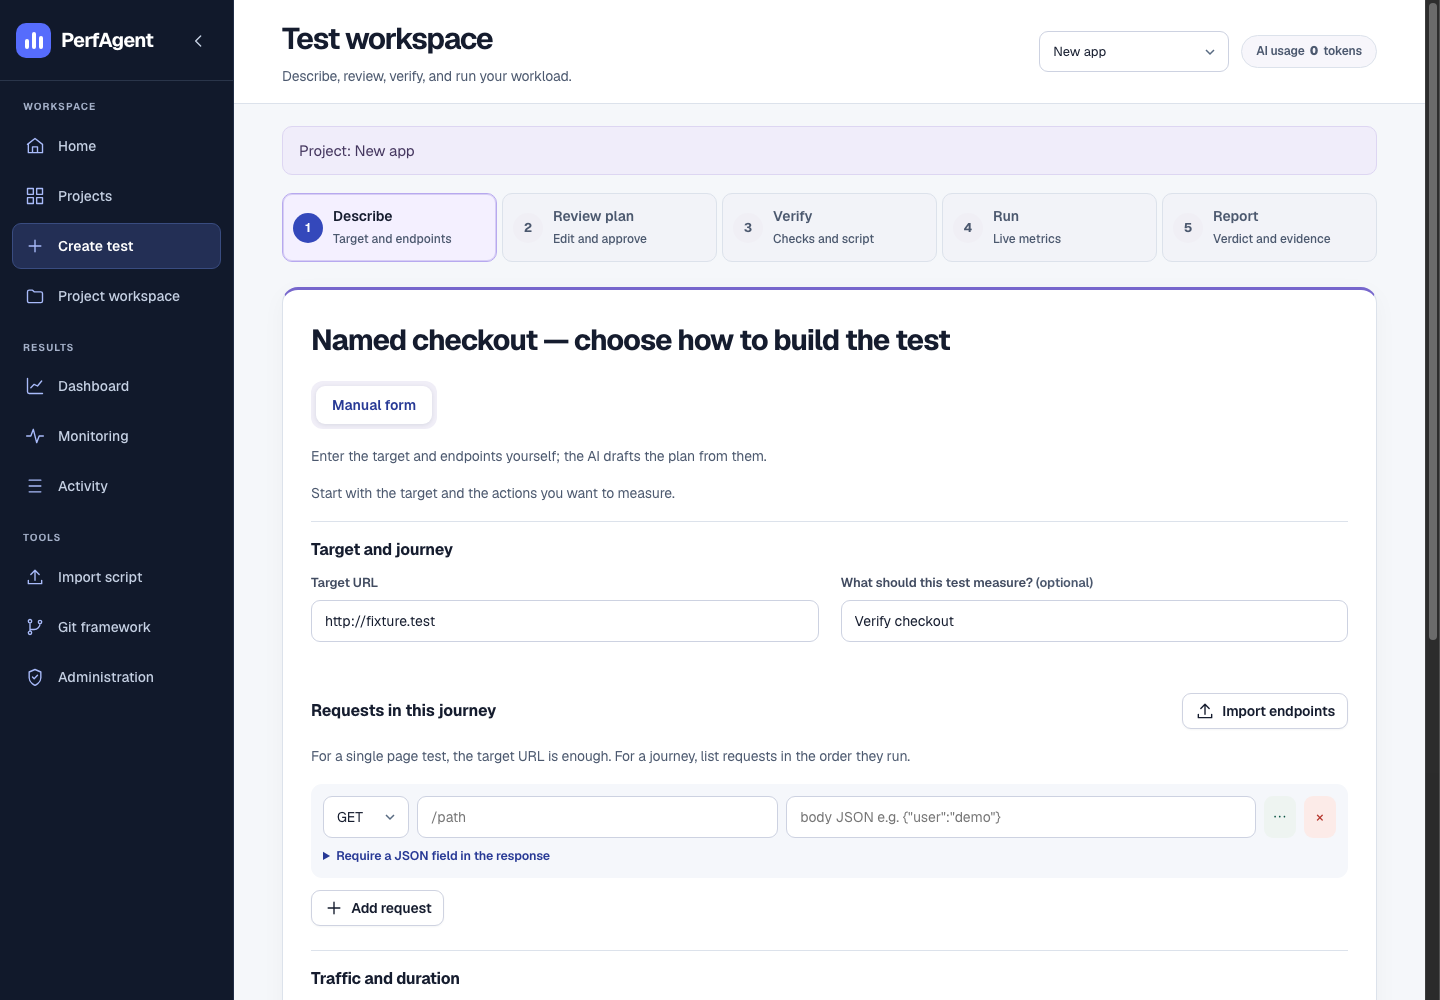 PerfAgent
WORKSPACE
Home
Projects
Create test
Project workspace
RESULTS
Dashboard
Monitoring
Activity
TOOLS
Import script
Git framework
Administration
Test workspace
Describe, review, verify, and run your workload.
New app
AI usage 0 tokens
Project: New app
1 Describe
Target and endpoints
2 Review plan
Edit and approve
3 Verify
Checks and script
4 Run
Live metrics
5 Report
Verdict and evidence
Named checkout — choose how to build the test
Manual form
Enter the target and endpoints yourself; the AI drafts the plan from them.
Start with the target and the actions you want to measure.
Target and journey
Target URL
http://fixture.test
What should this test measure? (optional)
Verify checkout
Requests in this journey
Import endpoints
For a single page test, the target URL is enough. For a journey, list requests in the order they run.
GET
/path
body JSON e.g. {"user":"demo"}
...
×
Require a JSON field in the response
Add request
Traffic and duration